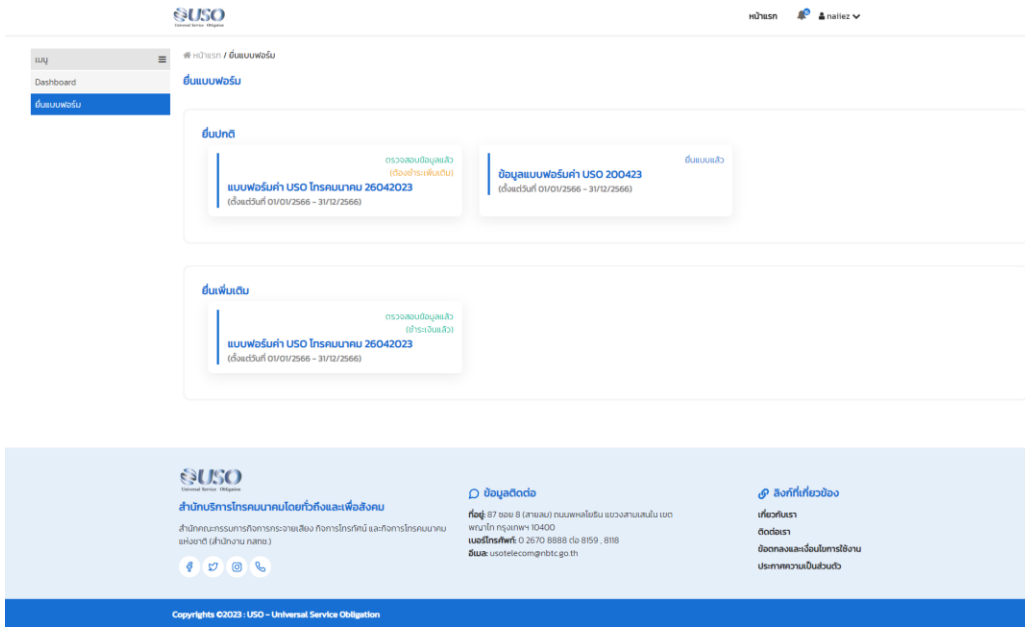 USO
Universal Service Obligation
หน้าแรก
naliez
เมนู
Dashboard
ยื่นแบบฟอร์ม
หน้าแรก / ยื่นแบบฟอร์ม
ยื่นแบบฟอร์ม
ยื่นปกติ
ตรวจสอบข้อมูลแล้ว
(ต้องชำระเพิ่มเติม)
แบบฟอร์มค่า USO โทรคมนาคม 26042023
(ตั้งแต่วันที่ 01/01/2566 - 31/12/2566)
ยื่นแบบแล้ว
ข้อมูลแบบฟอร์มค่า USO 200423
(ตั้งแต่วันที่ 01/01/2566 - 31/12/2566)
ยื่นเพิ่มเติม
ตรวจสอบข้อมูลแล้ว
(ชำระเงินแล้ว)
แบบฟอร์มค่า USO โทรคมนาคม 26042023
(ตั้งแต่วันที่ 01/01/2566 - 31/12/2566)
USO
Universal Service Obligation
สำนักบริการโทรคมนาคมโดยทั่วถึงและเพื่อสังคม
สำนักคณะกรรมการกิจการกระจายเสียง กิจการโทรทัศน์ และกิจการโทรคมนาคม
แห่งชาติ (สำนักงาน กสทช.)
ข้อมูลติดต่อ
ที่อยู่: 87 ซอย 8 (สายลม) ถนนพหลโยธิน แขวงสามเสนใน เขต
พญาไท กรุงเทพฯ 10400
เบอร์โทรศัพท์: 0 2670 8888 ต่อ 8159 , 8118
อีเมล: usotelecom@nbtc.go.th
ลิงก์ที่เกี่ยวข้อง
เกี่ยวกับเรา
ติดต่อเรา
ข้อตกลงและเงื่อนไขการใช้งาน
ประกาศความเป็นส่วนตัว
Copyrights ©2023 : USO - Universal Service Obligation